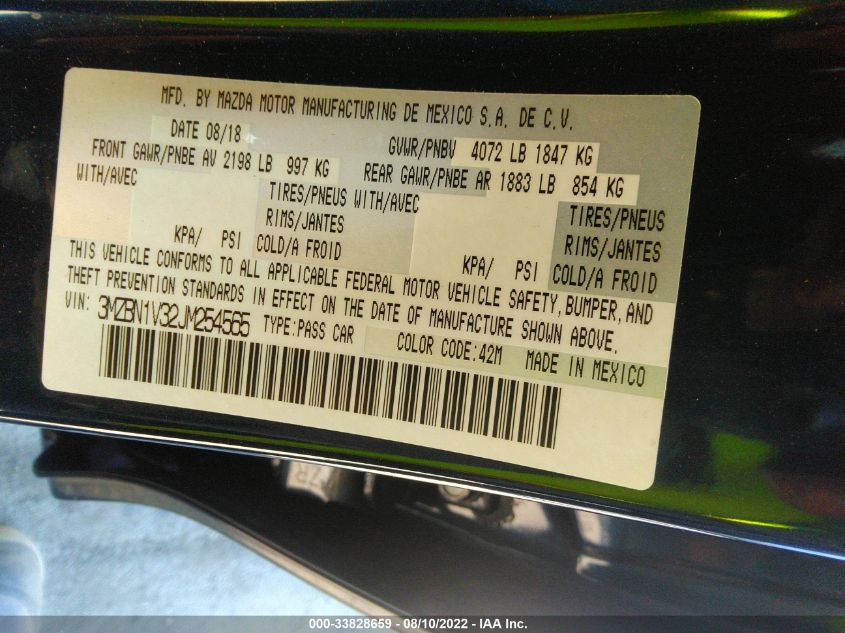 MFD. BY MAZDA MOTOR MANUFACTURING DE MEXICO S.A. DE C.V.
DATE 08/18
GVWR/PNBV 4072 LB 1847 KG
FRONT GAWR/PNBE AV 2198 LB 997 KG
REAR GAWR/PNBE AR 1883 LB 854 KG
WITH/AVEC
TIRES/PNEUS
WITH/AVEC
TIRES/PNEUS
RIMS/JANTES
RIMS/JANTES
KPA/ PSI COLD/A FROID
KPA/ PSI COLD/A FROID
THIS VEHICLE CONFORMS TO ALL APPLICABLE FEDERAL MOTOR VEHICLE SAFETY, BUMPER, AND
THEFT PREVENTION STANDARDS IN EFFECT ON THE DATE OF MANUFACTURE SHOWN ABOVE.
VIN: 3MZBN1V32JM254565 TYPE:PASS CAR
COLOR CODE:42M MADE IN MEXICO
000-33828659 - 08/10/2022 - IAA Inc.